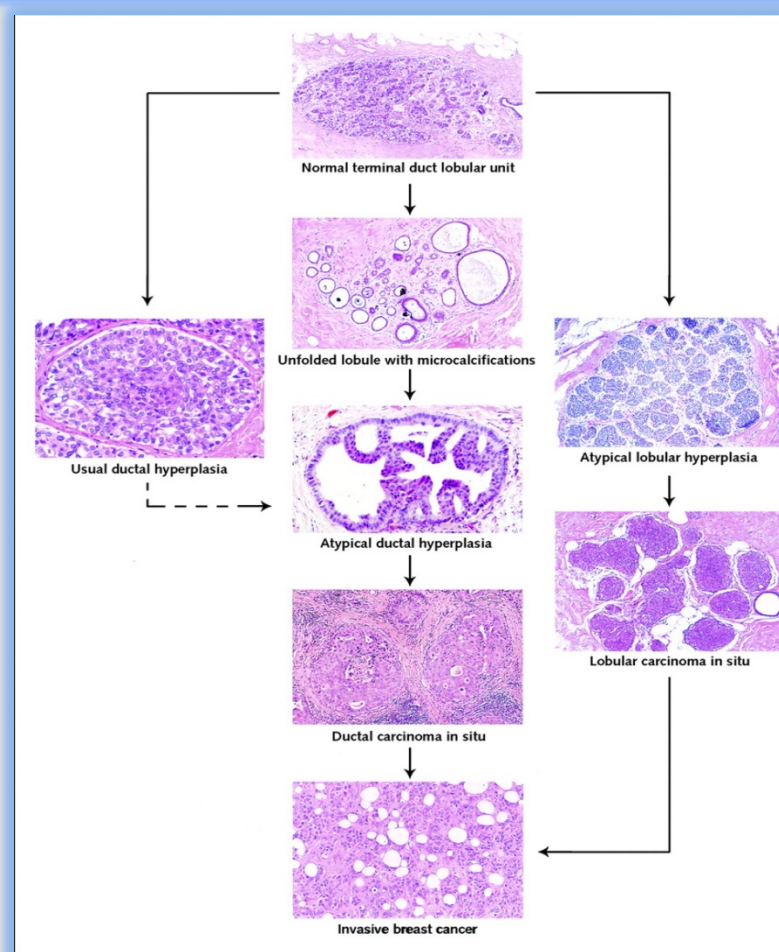 Normal terminal duct lobular unit
Unfolded lobule with microcalcifications
Usual ductal hyperplasia
Atypical lobular hyperplasia
Atypical ductal hyperplasia
Lobular carcinoma in situ
Ductal carcinoma in situ
Invasive breast cancer